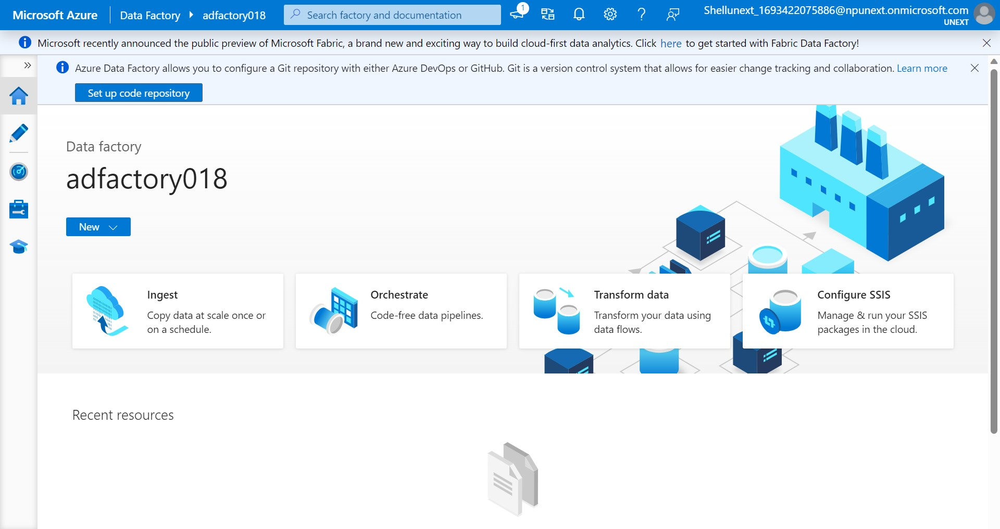 Microsoft Azure
Data Factory
adfactory018
Search factory and documentation
1
Shellunext_1693422075886@npunext.onmicrosoft.com
UNEXT
Microsoft recently announced the public preview of Microsoft Fabric, a brand new and exciting way to build cloud-first data analytics. Click here to get started with Fabric Data Factory!
Azure Data Factory allows you to configure a Git repository with either Azure DevOps or GitHub. Git is a version control system that allows for easier change tracking and collaboration. Learn more
Set up code repository
Data factory
adfactory018
New
Ingest
Copy data at scale once or
on a schedule.
Orchestrate
Code-free data pipelines.
Transform data
Transform your data using
data flows.
Configure SSIS
Manage & run your SSIS
packages in the cloud.
Recent resources